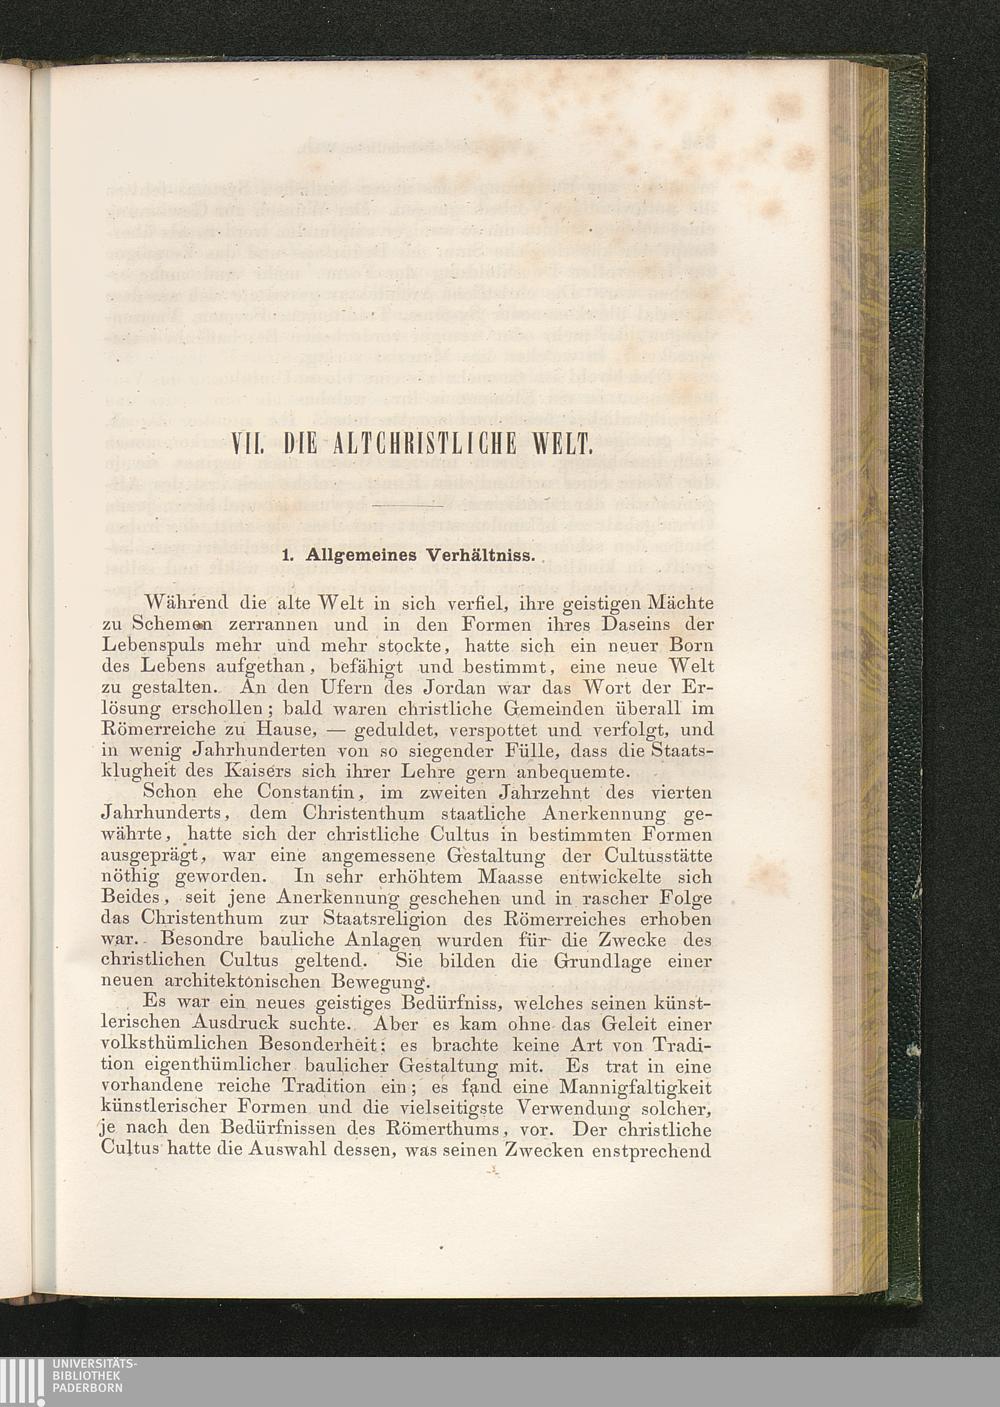 VII. DIE ALTCHRISTLICHE WELT.
1. Allgemeines Verhältniss.
Während die alte Welt in sich verfiel, ihre geistigen Mächte
zu Schemen zerrannen und in den Formen ihres Daseins der
Lebenspuls mehr und mehr stockte, hatte sich ein neuer Born
des Lebens aufgethan, befähigt und bestimmt, eine neue Welt
zu gestalten. An den Ufern des Jordan war das Wort der Er-
lösung erschollen; bald waren christliche Gemeinden überall im
Römerreiche zu Hause, — geduldet, verspottet und verfolgt, und
in wenig Jahrhunderten von so siegender Fülle, dass die Staats-
klugheit des Kaisers sich ihrer Lehre gern anbequemte.
Schon ehe Constantin, im zweiten Jahrzehnt des vierten
Jahrhunderts, dem Christenthum staatliche Anerkennung ge-
währte, hatte sich der christliche Cultus in bestimmten Formen
ausgeprägt, war eine angemessene Gestaltung der Cultusstätte
nöthig geworden. In sehr erhöhtem Maasse entwickelte sich
Beides, seit jene Anerkennung geschehen und in rascher Folge
das Christenthum zur Staatsreligion des Römerreiches erhoben
war. Besondre bauliche Anlagen wurden für die Zwecke des
christlichen Cultus geltend. Sie bilden die Grundlage einer
neuen architektonischen Bewegung.
Es war ein neues geistiges Bedürfniss, welches seinen künst-
lerischen Ausdruck suchte. Aber es kam ohne das Geleit einer
volksthümlichen Besonderheit; es brachte keine Art von Tradi-
tion eigenthümlicher baulicher Gestaltung mit. Es trat in eine
vorhandene reiche Tradition ein; es fand eine Mannigfaltigkeit
künstlerischer Formen und die vielseitigste Verwendung solcher,
je nach den Bedürfnissen des Römerthums, vor. Der christliche
Cultus hatte die Auswahl dessen, was seinen Zwecken enstprechend
UNIVERSITÄTS-
BIBLIOTHEK
PADERBORN